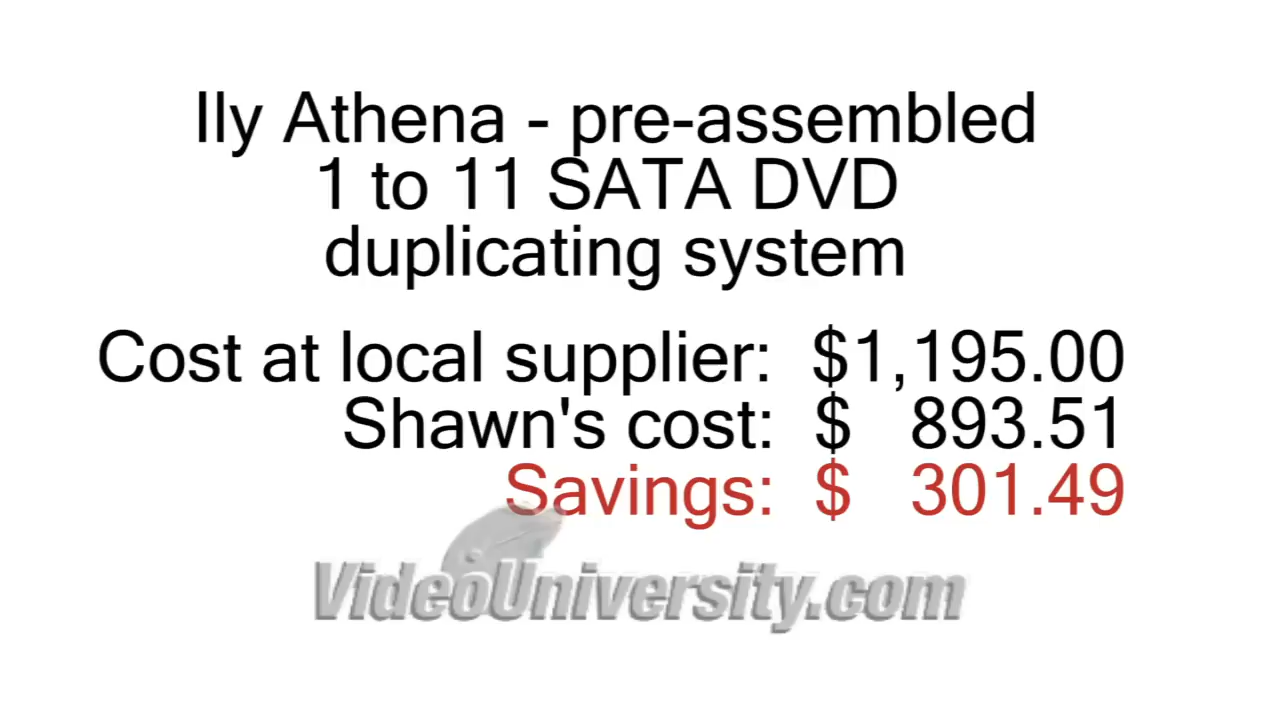 Ily Athena - pre-assembled
1 to 11 SATA DVD
duplicating system
Cost at local supplier: $1,195.00
Shawn's cost: $ 893.51
Savings: $ 301.49
VideoUniversity.com